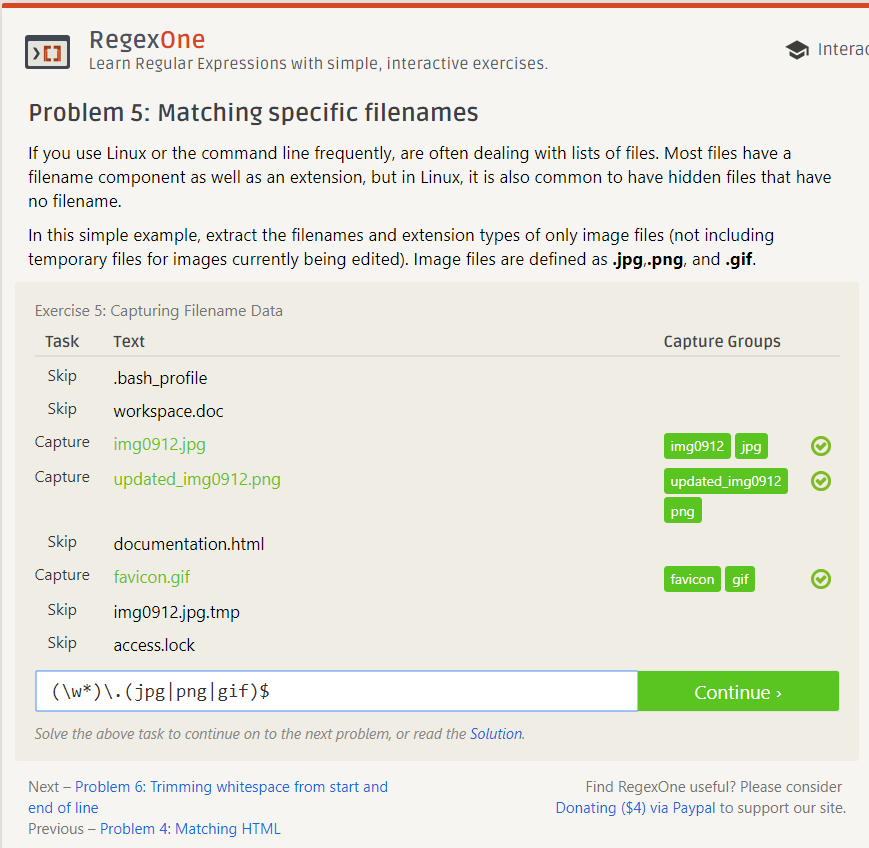 RegexOne
Learn Regular Expressions with simple, interactive exercises.
Interac
Problem 5: Matching specific filenames
If you use Linux or the command line frequently, are often dealing with lists of files. Most files have a
filename component as well as an extension, but in Linux, it is also common to have hidden files that have
no filename.
In this simple example, extract the filenames and extension types of only image files (not including
temporary files for images currently being edited). Image files are defined as .jpg,.png, and .gif.
Exercise 5: Capturing Filename Data
Task Text Capture Groups
Skip .bash_profile
Skip workspace.doc
Capture img0912.jpg img0912 jpg
Capture updated_img0912.png updated_img0912
png
Skip documentation.html
Capture favicon.gif favicon gif
Skip img0912.jpg.tmp
Skip access.lock
(\w*)\.(jpg|png|gif)$ Continue ›
Solve the above task to continue on to the next problem, or read the Solution.
Next – Problem 6: Trimming whitespace from start and
end of line
Previous – Problem 4: Matching HTML
Find RegexOne useful? Please consider
Donating ($4) via Paypal to support our site.